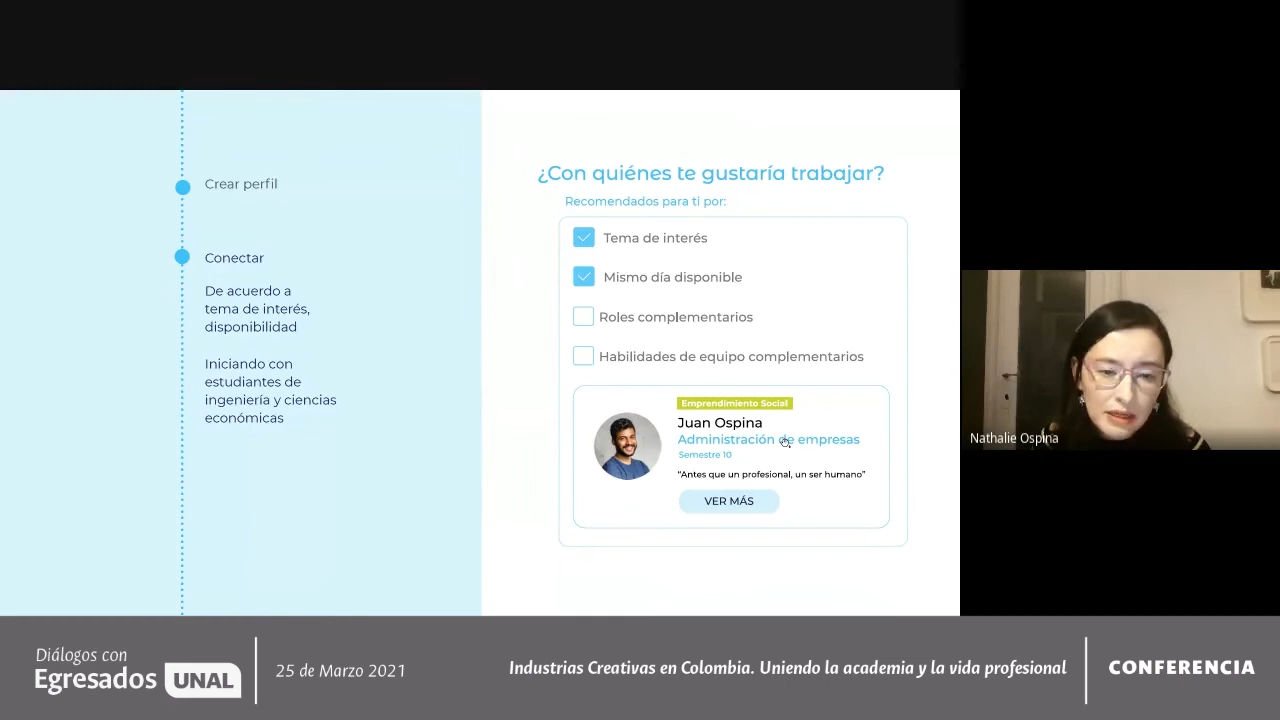 Crear perfil
Conectar
De acuerdo a
tema de interés,
disponibilidad
Iniciando con
estudiantes de
ingeniería y ciencias
económicas
¿Con quiénes te gustaría trabajar?
Recomendados para ti por:
Tema de interés
Mismo día disponible
Roles complementarios
Habilidades de equipo complementarios
Emprendimiento Social
Juan Ospina
Administración de empresas
Semestre 10
“Antes que un profesional, un ser humano”
VER MÁS
Nathalie Ospina
Diálogos con
Egresados UNAL
25 de Marzo 2021
Industrias Creativas en Colombia. Uniendo la academia y la vida profesional
CONFERENCIA